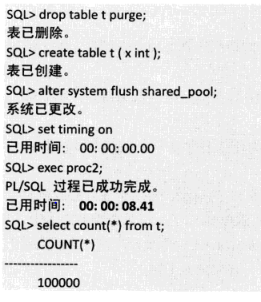 SQL> drop table t purge;
表已删除。
SQL> create table t ( x int );
表已创建。
SQL> alter system flush shared_pool;
系统已更改。
SQL> set timing on
已用时间： 00: 00: 00.00
SQL> exec proc2;
PL/SQL 过程已成功完成。
已用时间： 00: 00: 08.41
SQL> select count(*) from t;
COUNT(*)
-----------------
100000